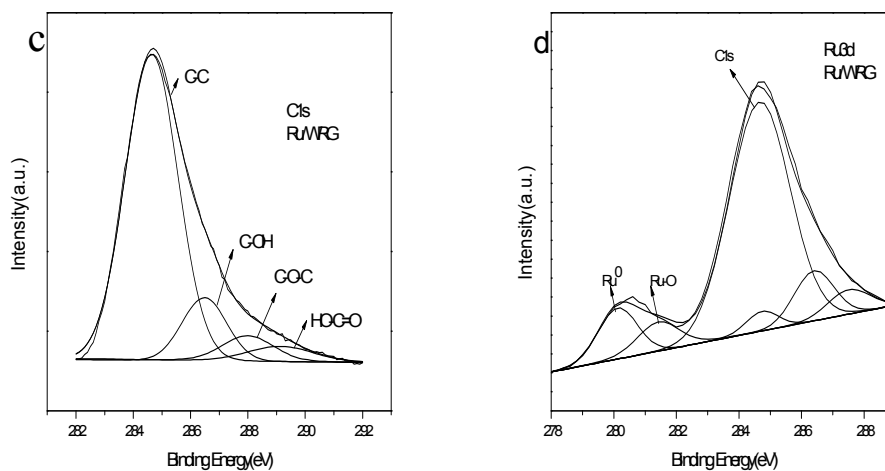 c
C-C
C1s
Ru/WRG
C-OH
C-O-C
HO-C=O
Intensity (a.u.)
282 284 286 288 290 292
Binding Energy(eV)
d
C1s
Ru3d
Ru/WRG
Ru0
Ru-O
Intensity (a.u.)
278 280 282 284 286 288
Binding Energy(eV)